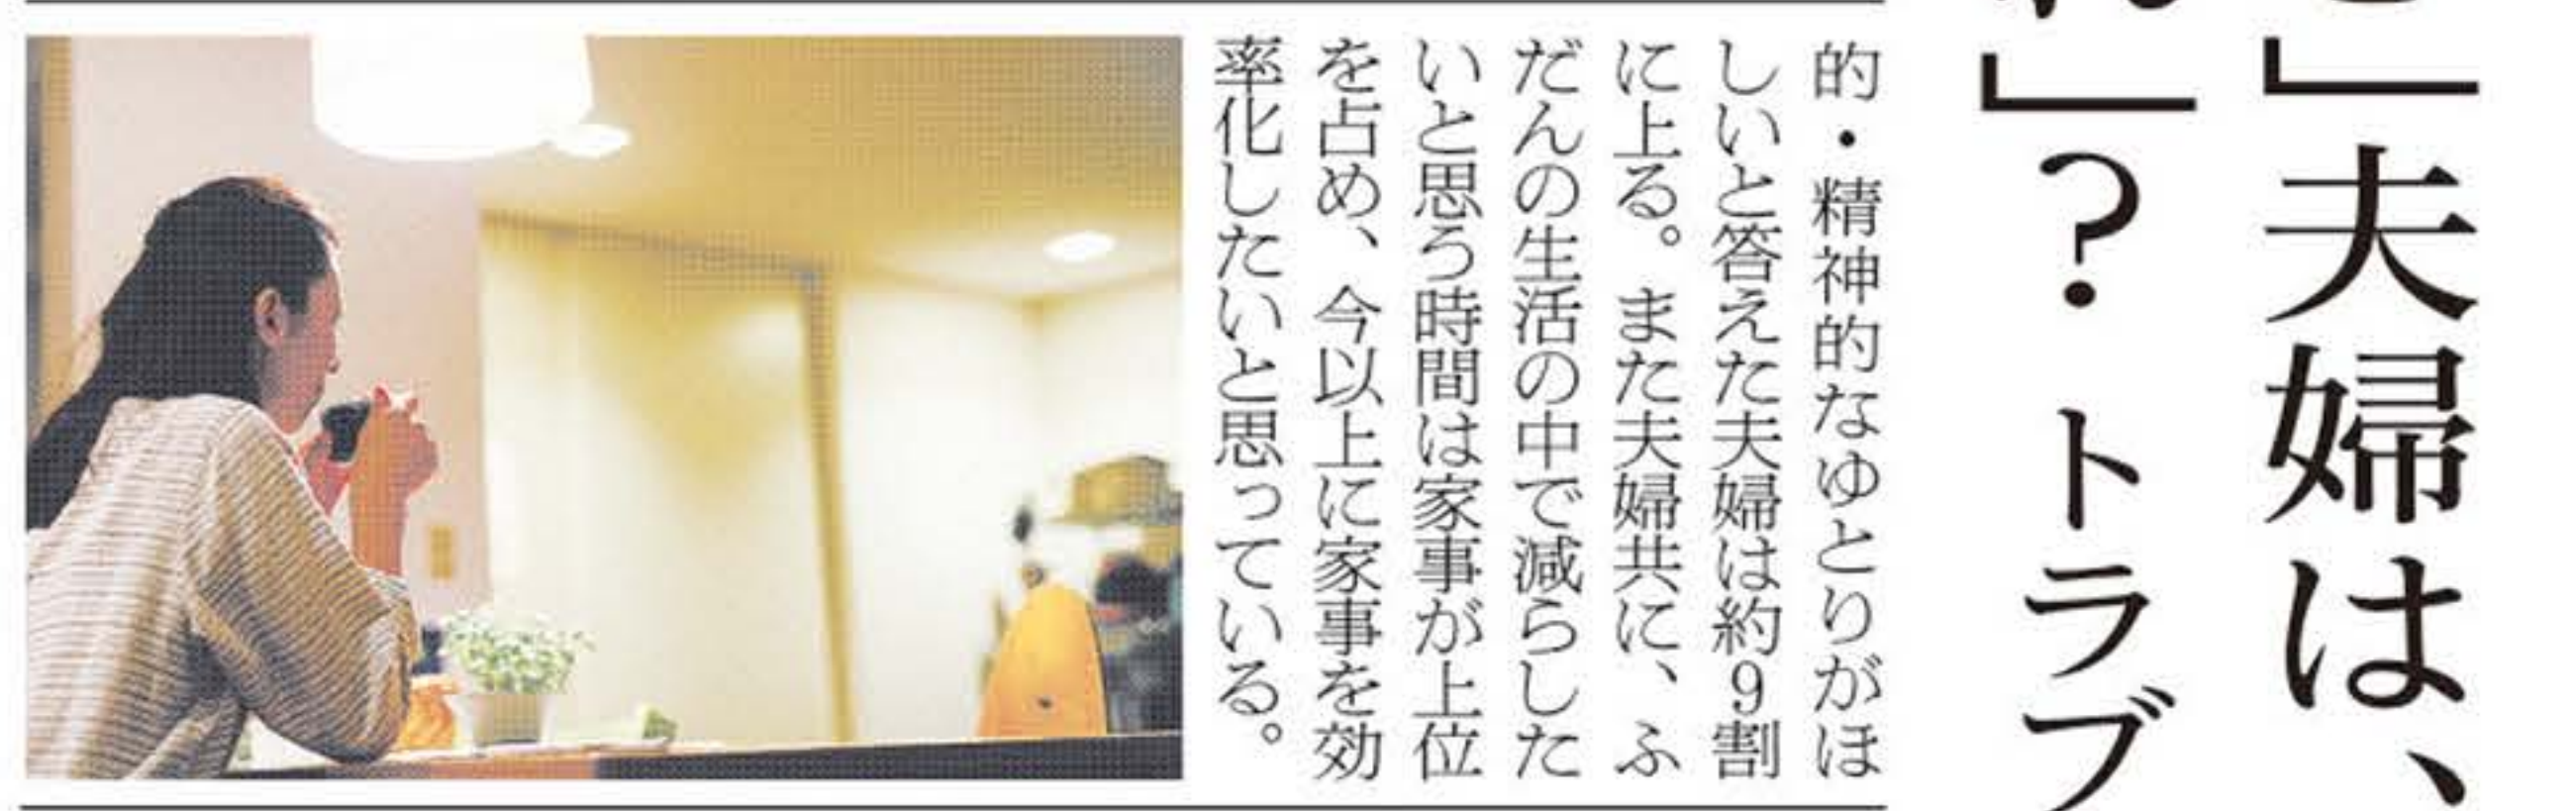 」夫婦は、
れ」？ トラブ
的・精神的なゆとりがほ
しいと答えた夫婦は約9割
に上る。また夫婦共に、ふ
だんの生活の中で減らした
いと思う時間は家事が上位
を占め、今以上に家事を効
率化したいと思っている。